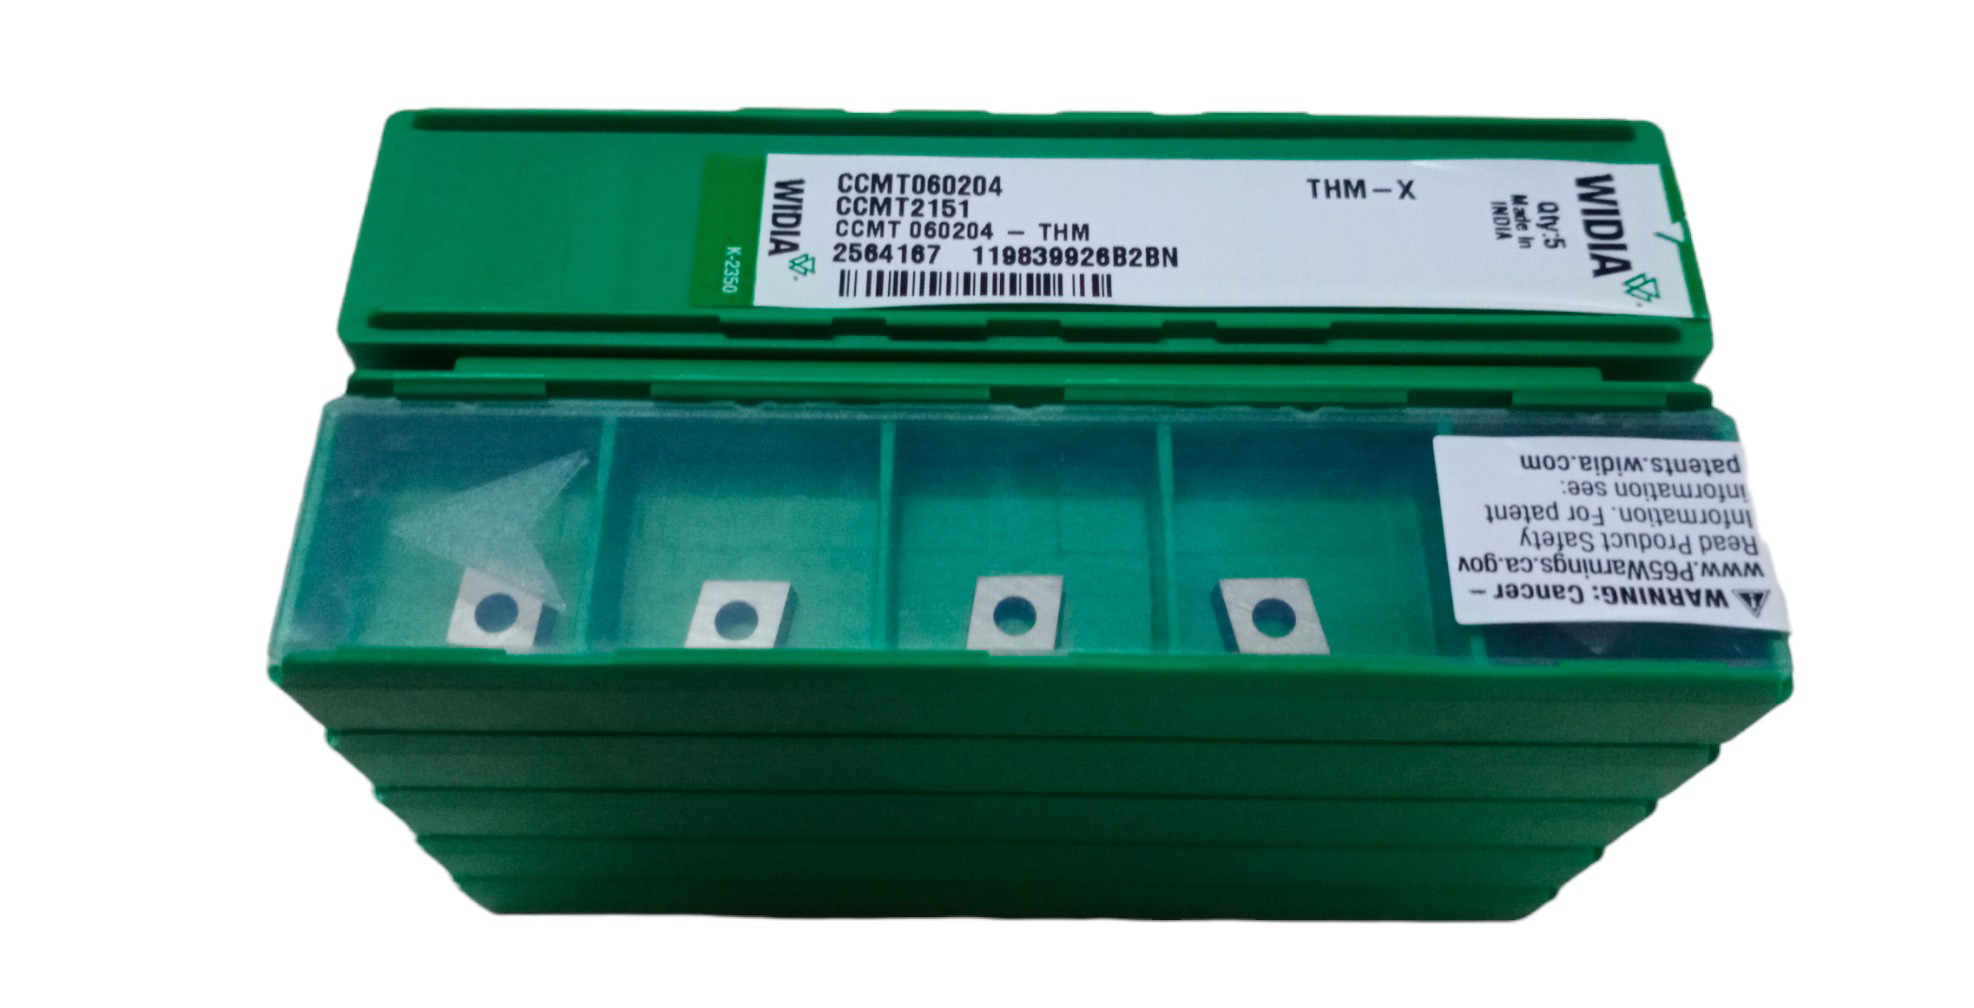 K-2350
WIDIA
CCMT060204
CCMT2151
CCMT 060204 – THM
2564167 119839926B2BN
THM–X
Qty:5
Made In
INDIA
WIDIA
WARNING: Cancer –
www.P65Warnings.ca.gov
Read Product Safety
Information. For patent
information see:
patents.widia.com